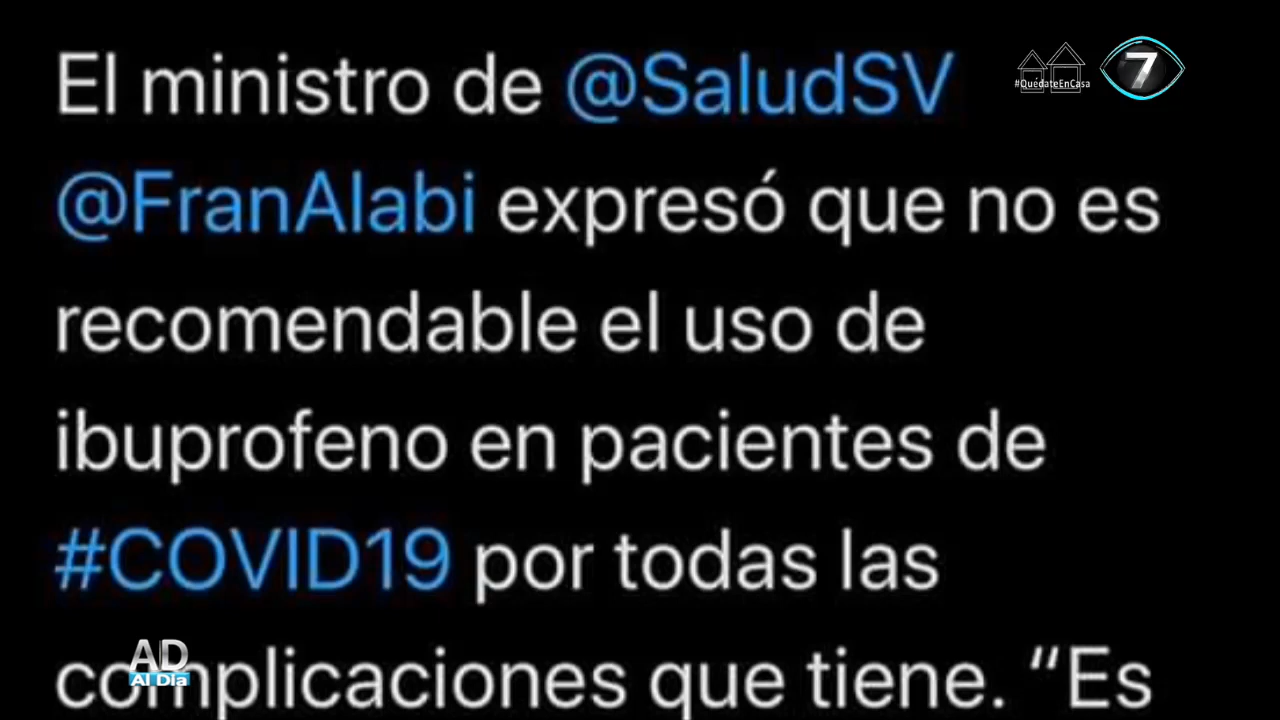 El ministro de @SaludSV
@FranAlabi expresó que no es
recomendable el uso de
ibuprofeno en pacientes de
#COVID19 por todas las
complicaciones que tiene. “Es
#QuédateEnCasa
7
AD
Al Día